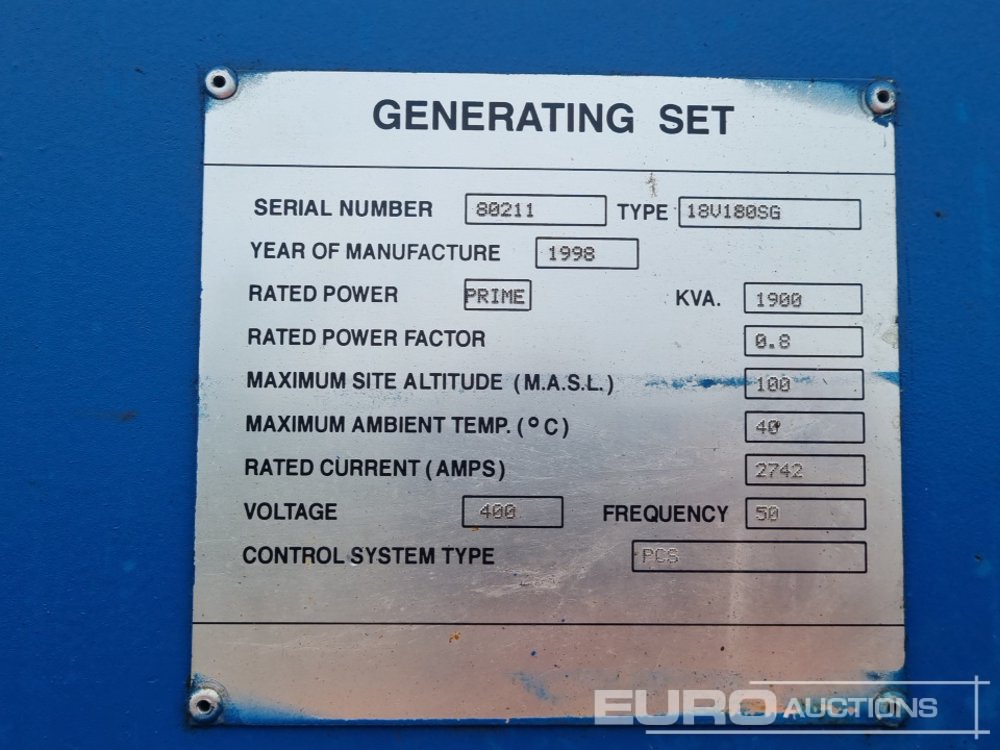 GENERATING SET
SERIAL NUMBER 80211 TYPE 18V180SG
YEAR OF MANUFACTURE 1998
RATED POWER PRIME KVA. 1900
RATED POWER FACTOR 0.8
MAXIMUM SITE ALTITUDE (M.A.S.L.) 100
MAXIMUM AMBIENT TEMP. (°C) 40
RATED CURRENT (AMPS) 2742
VOLTAGE 400 FREQUENCY 50
CONTROL SYSTEM TYPE PCS
EURO AUCTIONS